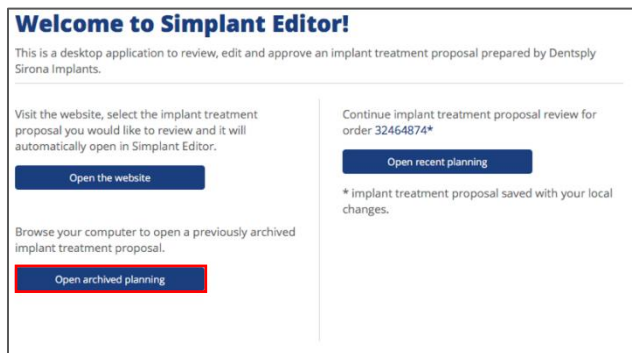 Welcome to Simplant Editor!
This is a desktop application to review, edit and approve an implant treatment proposal prepared by Dentsply
Sirona Implants.
Visit the website, select the implant treatment
proposal you would like to review and it will
automatically open in Simplant Editor.
Open the website
Browse your computer to open a previously archived
implant treatment proposal.
Open archived planning
Continue implant treatment proposal review for
order 32464874*
Open recent planning
* implant treatment proposal saved with your local
changes.